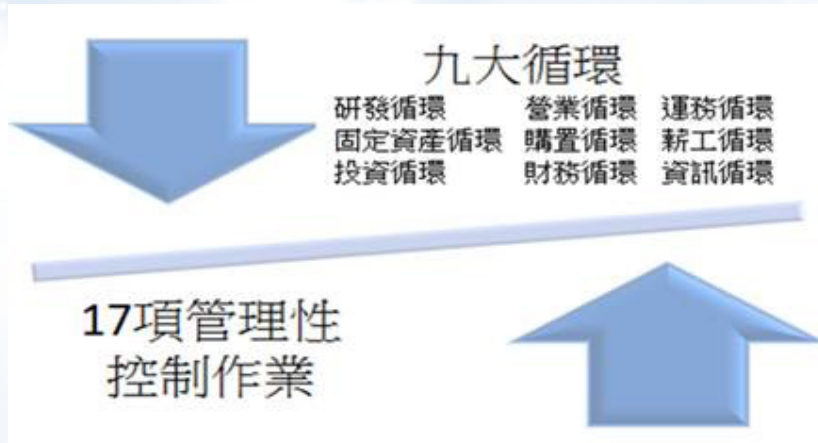 九大循環
研發循環 營業循環 運務循環
固定資產循環 購置循環 薪工循環
投資循環 財務循環 資訊循環
17項管理性
控制作業